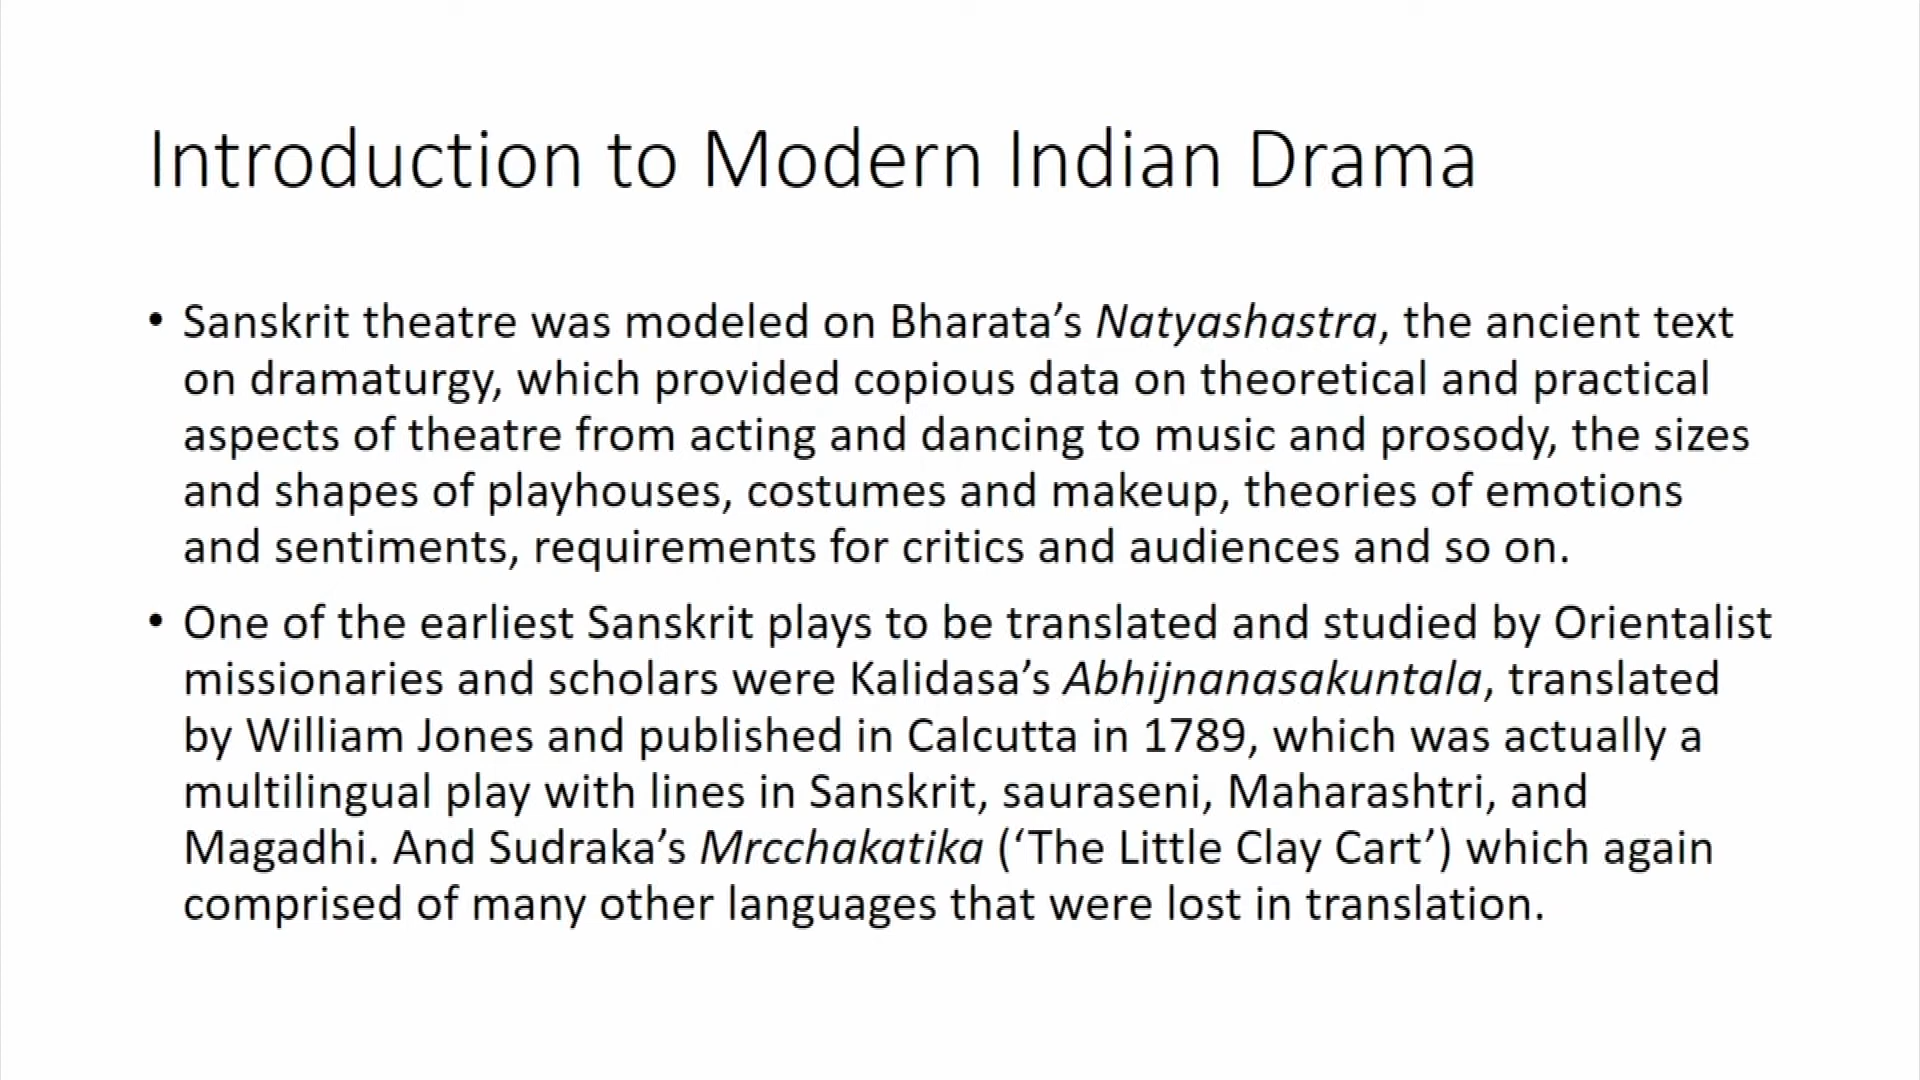 Introduction to Modern Indian Drama
• Sanskrit theatre was modeled on Bharata’s Natyashastra, the ancient text
on dramaturgy, which provided copious data on theoretical and practical
aspects of theatre from acting and dancing to music and prosody, the sizes
and shapes of playhouses, costumes and makeup, theories of emotions
and sentiments, requirements for critics and audiences and so on.
• One of the earliest Sanskrit plays to be translated and studied by Orientalist
missionaries and scholars were Kalidasa’s Abhijnanasakuntala, translated
by William Jones and published in Calcutta in 1789, which was actually a
multilingual play with lines in Sanskrit, sauraseni, Maharashtri, and
Magadhi. And Sudraka’s Mrcchakatika (‘The Little Clay Cart’) which again
comprised of many other languages that were lost in translation.